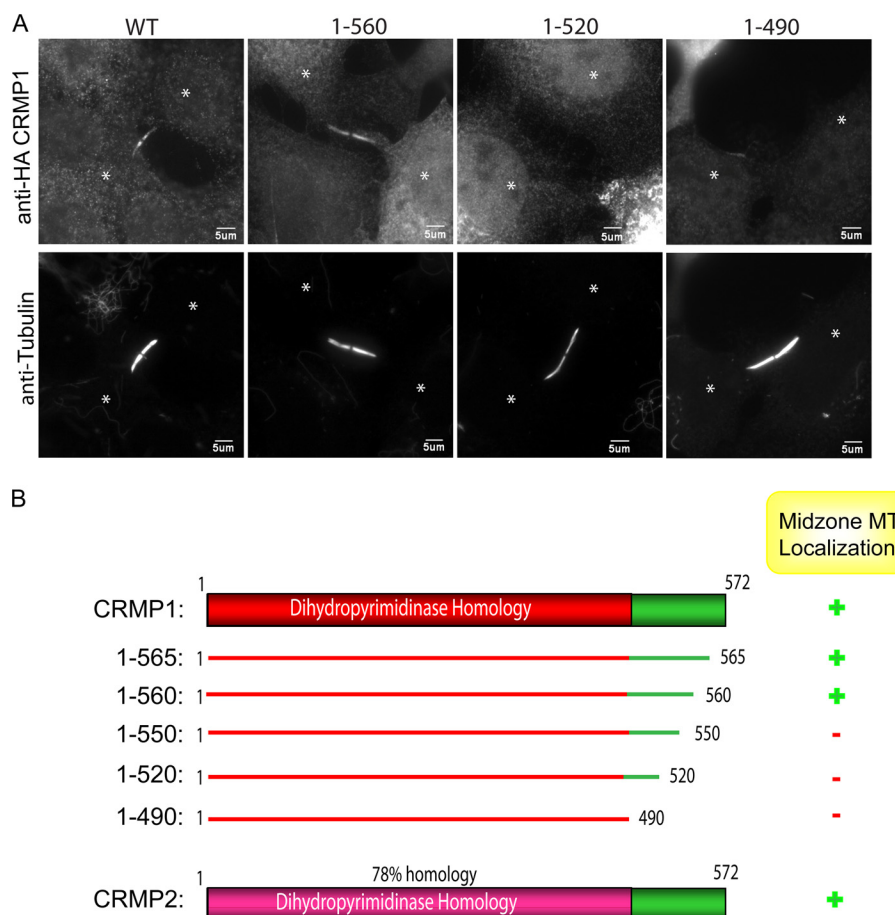 A
WT 1-560 1-520 1-490
anti-HA CRMP1
* * * * * * * *
5um 5um 5um 5um
anti-Tubulin
* * * * * * * *
5um 5um 5um 5um
B
Midzone MT
Localization
1 572
CRMP1: Dihydropyrimidinase Homology +
1-565: 1 565 +
1-560: 1 560 +
1-550: 1 550 -
1-520: 1 520 -
1-490: 1 490 -
1 78% homology 572
CRMP2: Dihydropyrimidinase Homology +